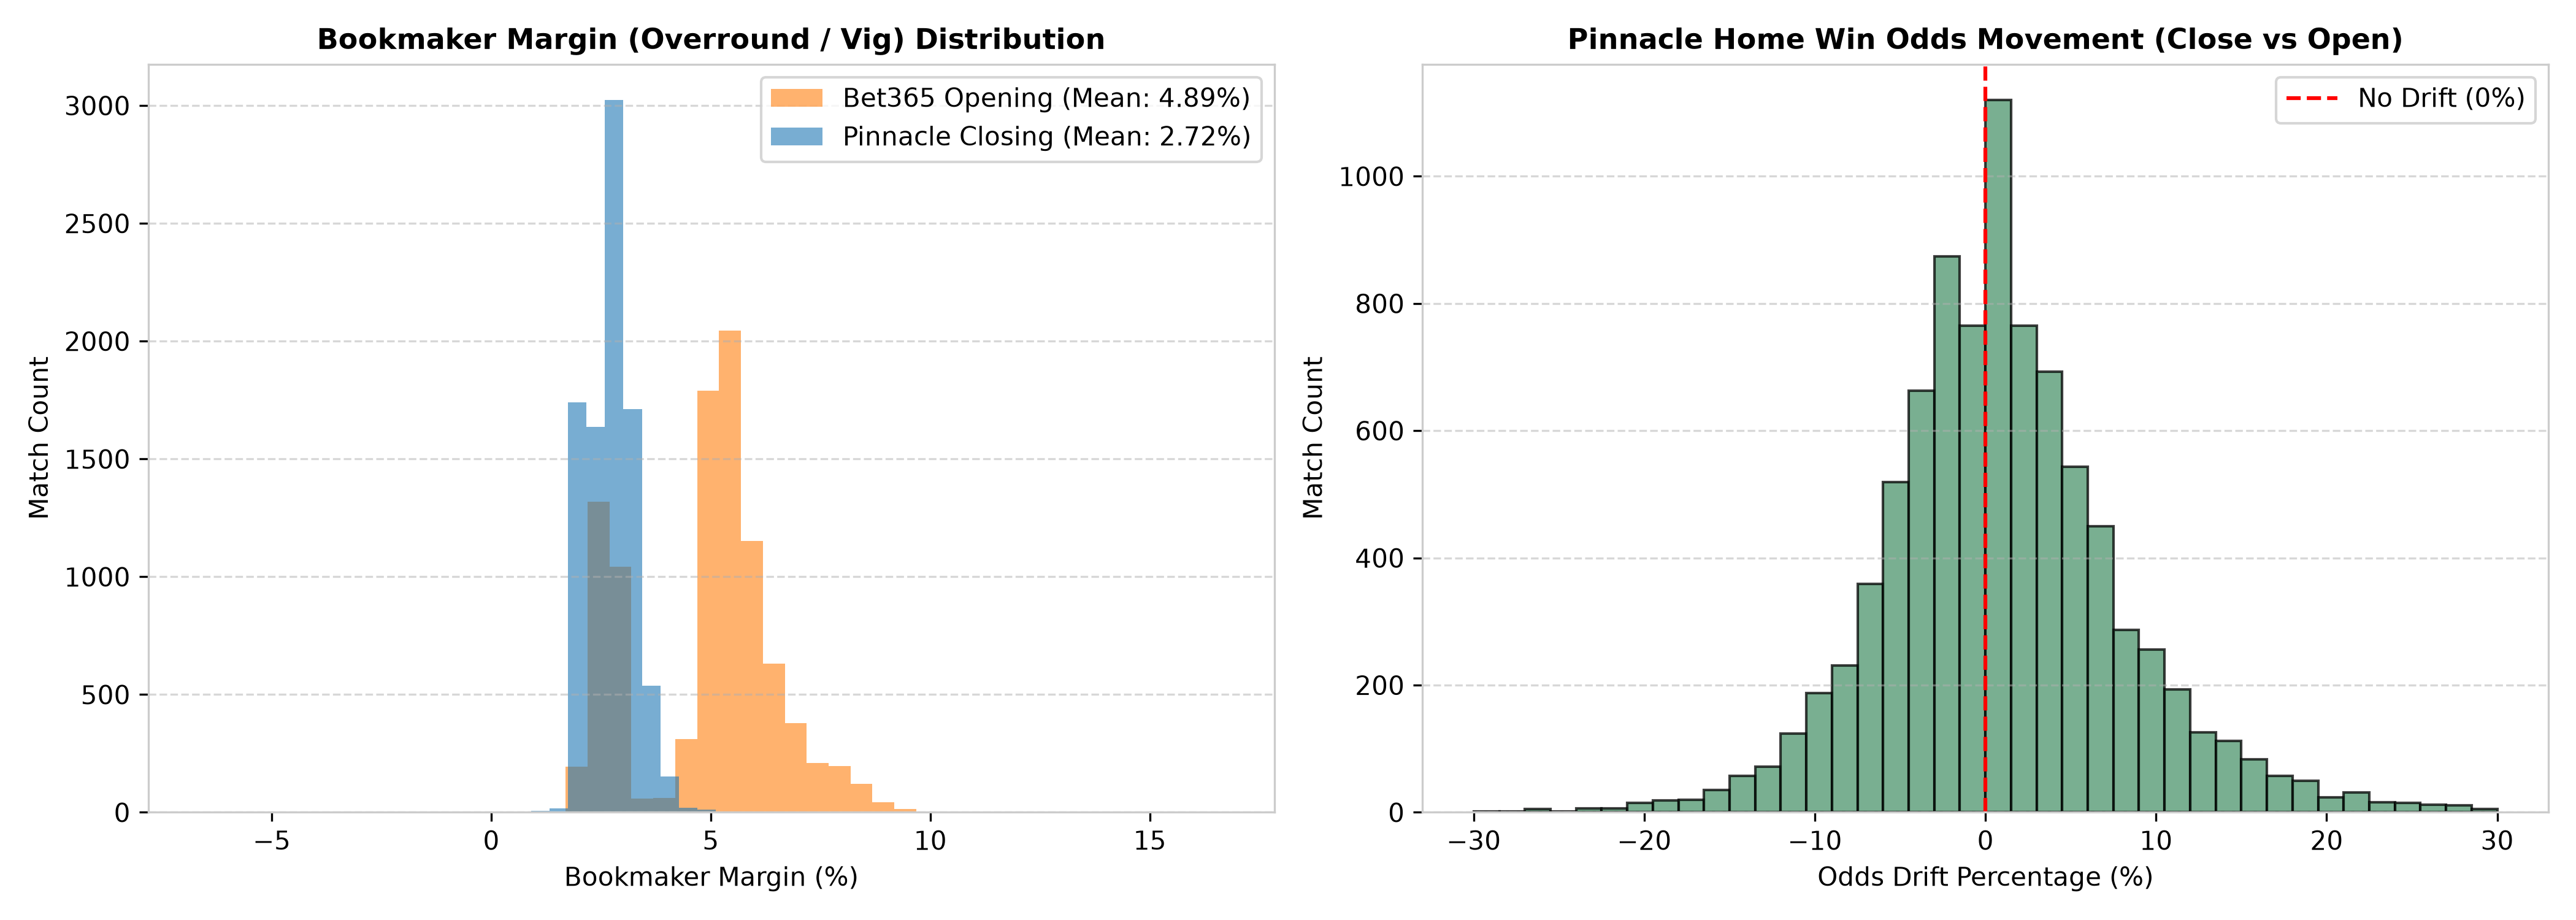 Bookmaker Margin (Overround / Vig) Distribution
Bet365 Opening (Mean: 4.89%)
Pinnacle Closing (Mean: 2.72%)
Match Count
3000
2500
2000
1500
1000
500
0
−5
0
5
10
15
Bookmaker Margin (%)
Pinnacle Home Win Odds Movement (Close vs Open)
No Drift (0%)
Match Count
1000
800
600
400
200
0
−30
−20
−10
0
10
20
30
Odds Drift Percentage (%)